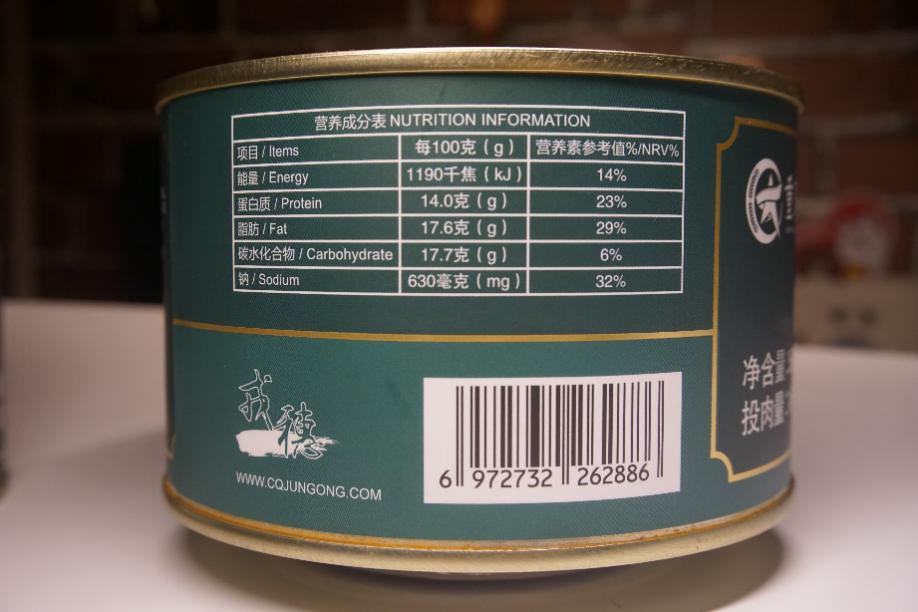 营养成分表 NUTRITION INFORMATION
项目 / Items 每100克（g） 营养素参考值%/NRV%
能量 / Energy 1190千焦（kJ） 14%
蛋白质 / Protein 14.0克（g） 23%
脂肪 / Fat 17.6克（g） 29%
碳水化合物 / Carbohydrate 17.7克（g） 6%
钠 / Sodium 630毫克（mg） 32%
净含量
投肉量
WWW.CQJUNGONG.COM
6 972732 262886